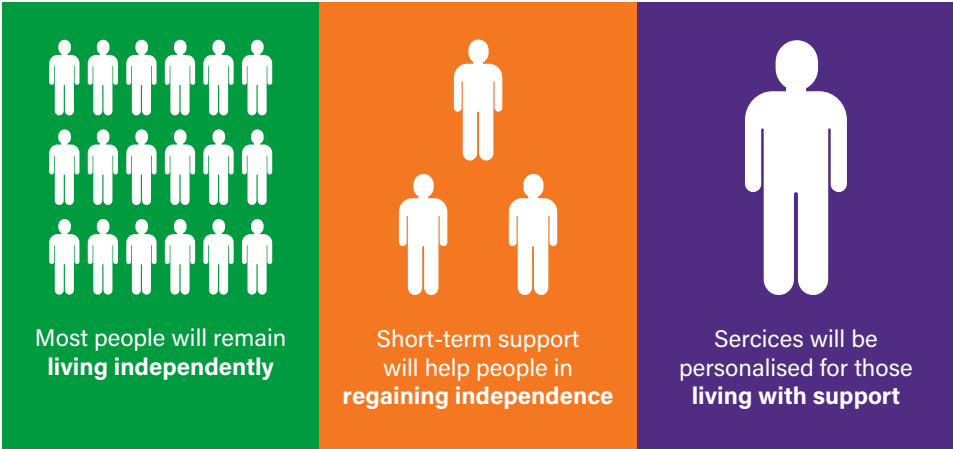 Most people will remain
living independently
Short-term support
will help people in
regaining independence
Sercices will be
personalised for those
living with support